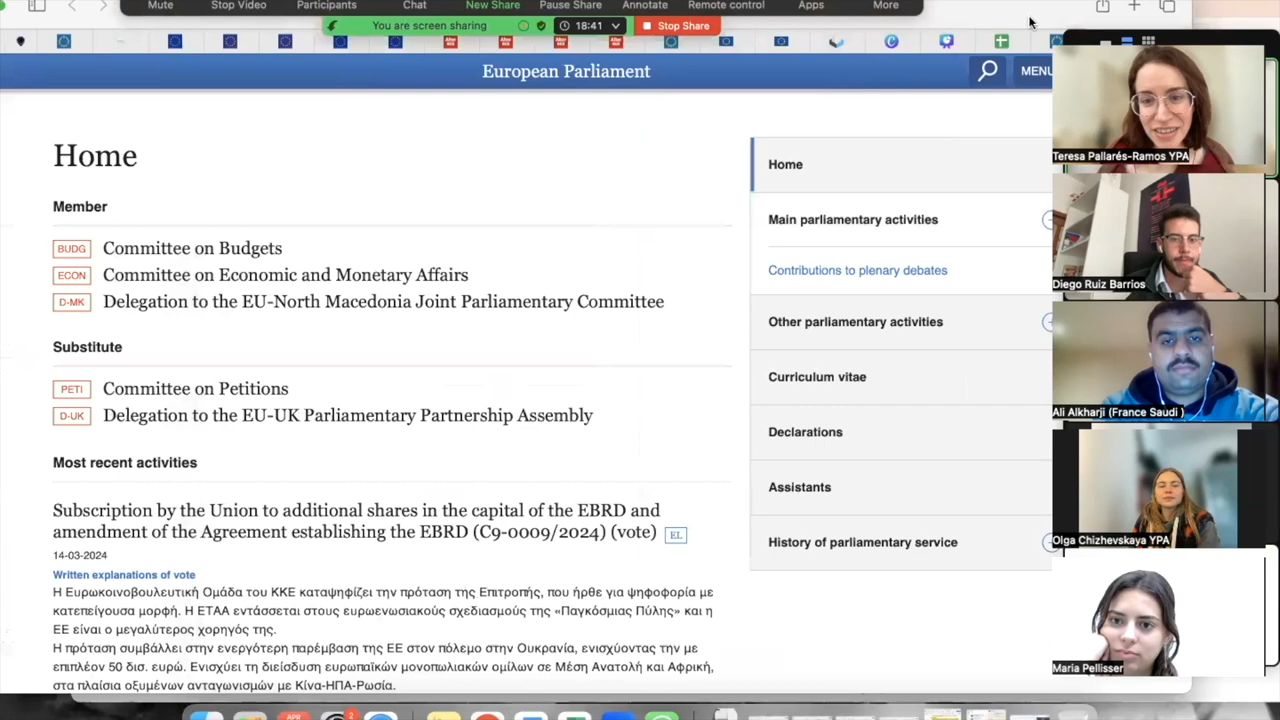 Mute Stop Video Participants Chat New Share Pause Share Annotate Remote control Apps More
You are screen sharing 18:41 Stop Share
European Parliament
MENU
Home
Member
BUDG Committee on Budgets
ECON Committee on Economic and Monetary Affairs
D-MK Delegation to the EU-North Macedonia Joint Parliamentary Committee
Substitute
PETI Committee on Petitions
D-UK Delegation to the EU-UK Parliamentary Partnership Assembly
Most recent activities
Subscription by the Union to additional shares in the capital of the EBRD and
amendment of the Agreement establishing the EBRD (C9-0009/2024) (vote) EL
14-03-2024
Written explanations of vote
Η Ευρωκοινοβουλευτική Ομάδα του ΚΚΕ καταψηφίζει την πρόταση της Επιτροπής, που ήρθε για ψηφοφορία με
κατεπείγουσα μορφή. Η ΕΤΑΑ εντάσσεται στους ευρωενωσιακούς σχεδιασμούς της «Παγκόσμιας Πύλης» και η
ΕΕ είναι ο μεγαλύτερος χορηγός της.
Η πρόταση συμβάλλει στην ενεργότερη παρέμβαση της ΕΕ στον πόλεμο στην Ουκρανία, ενισχύοντας την με
επιπλέον 50 δισ. ευρώ. Ενισχύει τη διείσδυση ευρωπαϊκών μονοπωλιακών ομίλων σε Μέση Ανατολή και Αφρική,
στα πλαίσια οξυμένων ανταγωνισμών με Κίνα-ΗΠΑ-Ρωσία.
Home
Main parliamentary activities
Contributions to plenary debates
Other parliamentary activities
Curriculum vitae
Declarations
Assistants
History of parliamentary service
Teresa Pallarés-Ramos YPA
Diego Ruiz Barrios
Ali Alkharji (France Saudi )
Olga Chizhevskaya YPA
Maria Pellisser
APR
2